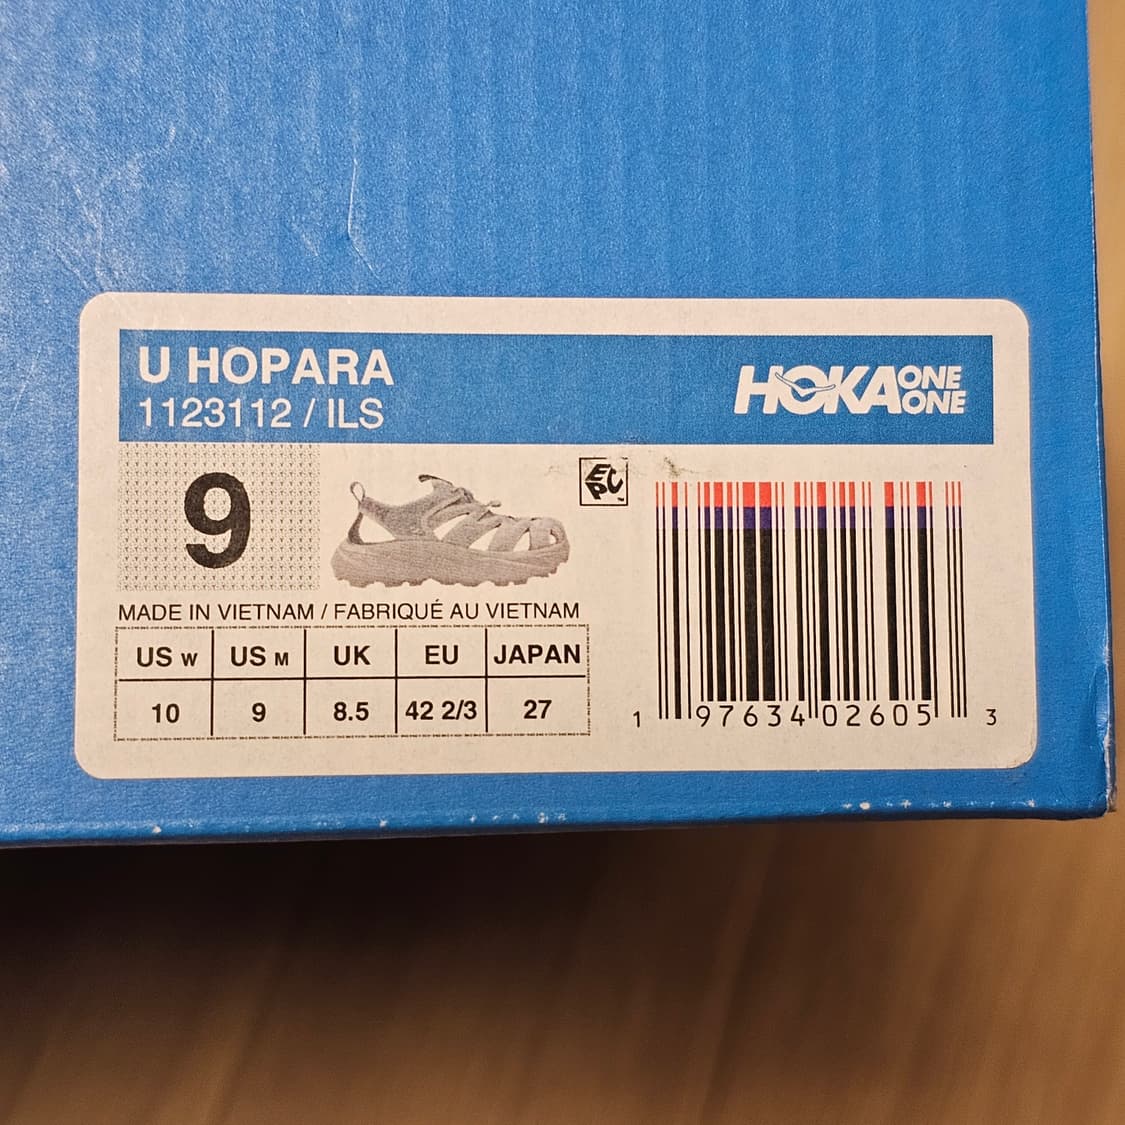 U HOPARA
1123112 / ILS
HOKA ONE ONE
9
EPC
MADE IN VIETNAM / FABRIQUÉ AU VIETNAM
US W US M UK EU JAPAN
10 9 8.5 42 2/3 27
1 97634 02605 3